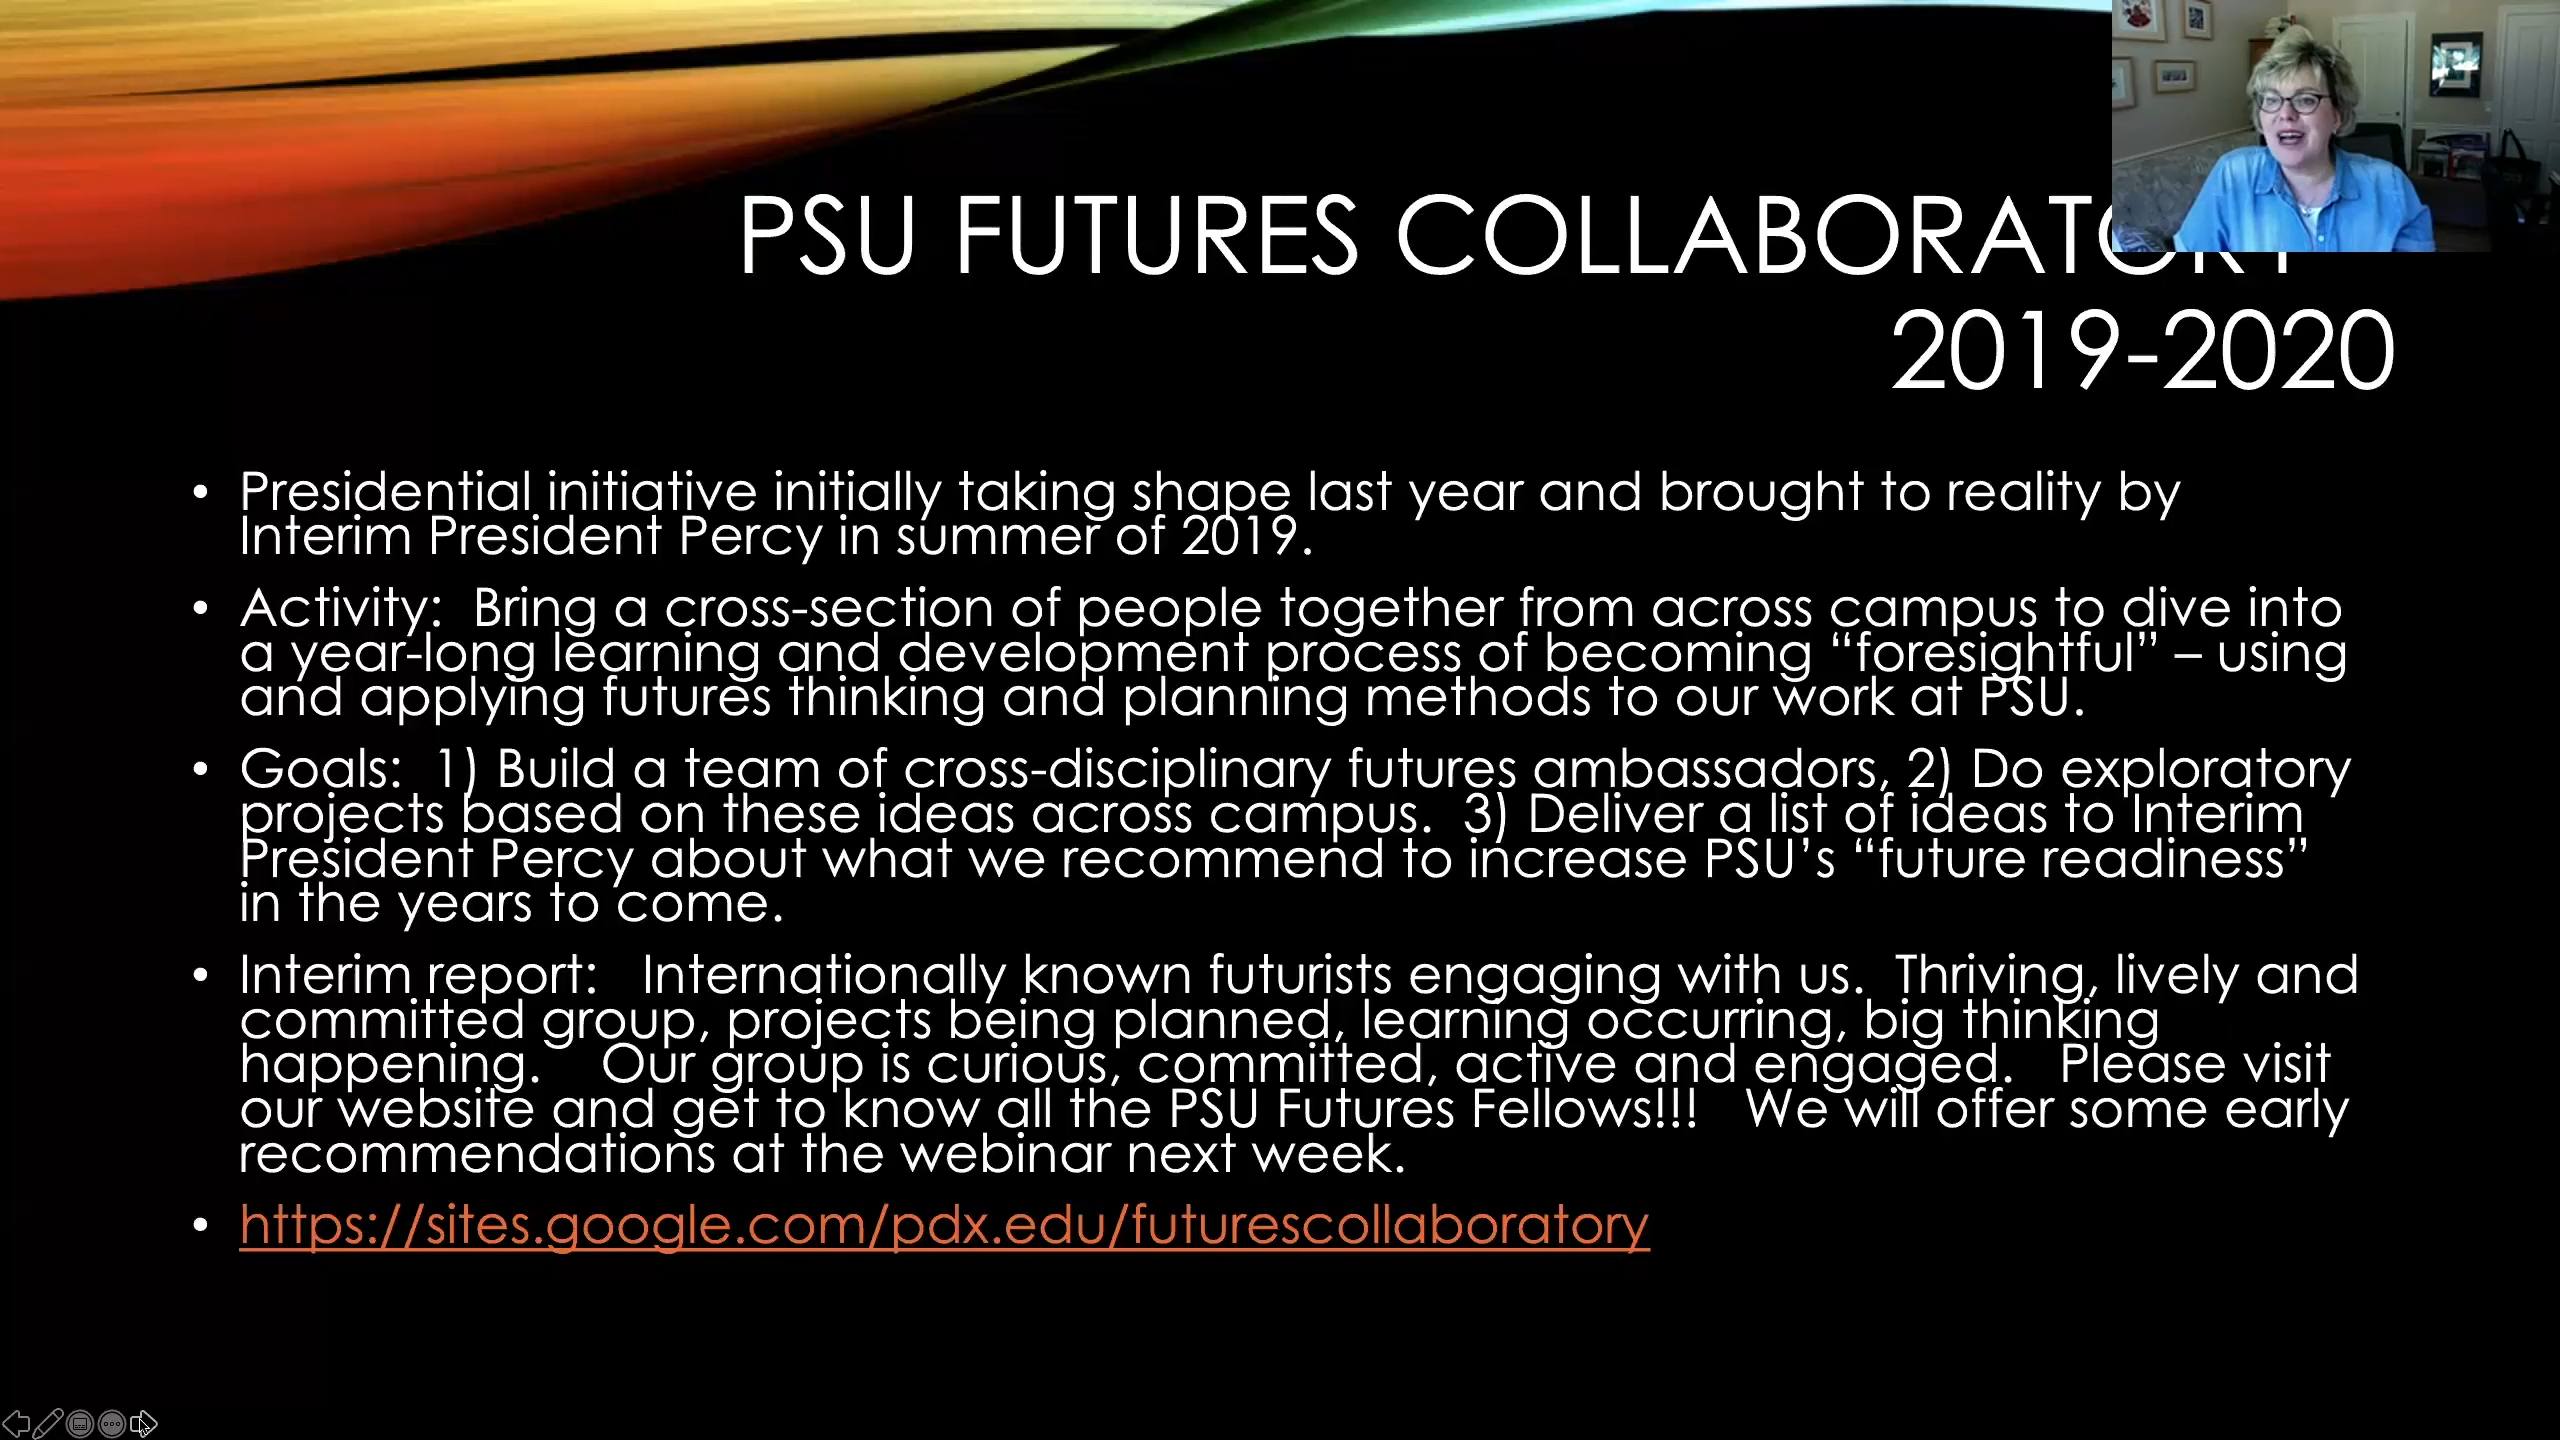 PSU FUTURES COLLABORATORY
2019-2020
• Presidential initiative initially taking shape last year and brought to reality by
Interim President Percy in summer of 2019.
• Activity:  Bring a cross-section of people together from across campus to dive into
a year-long learning and development process of becoming “foresightful” – using
and applying futures thinking and planning methods to our work at PSU.
• Goals:  1) Build a team of cross-disciplinary futures ambassadors, 2) Do exploratory
projects based on these ideas across campus.  3) Deliver a list of ideas to Interim
President Percy about what we recommend to increase PSU’s “future readiness”
in the years to come.
• Interim report:   Internationally known futurists engaging with us.  Thriving, lively and
committed group, projects being planned, learning occurring, big thinking
happening.    Our group is curious, committed, active and engaged.   Please visit
our website and get to know all the PSU Futures Fellows!!!   We will offer some early
recommendations at the webinar next week.
• https://sites.google.com/pdx.edu/futurescollaboratory